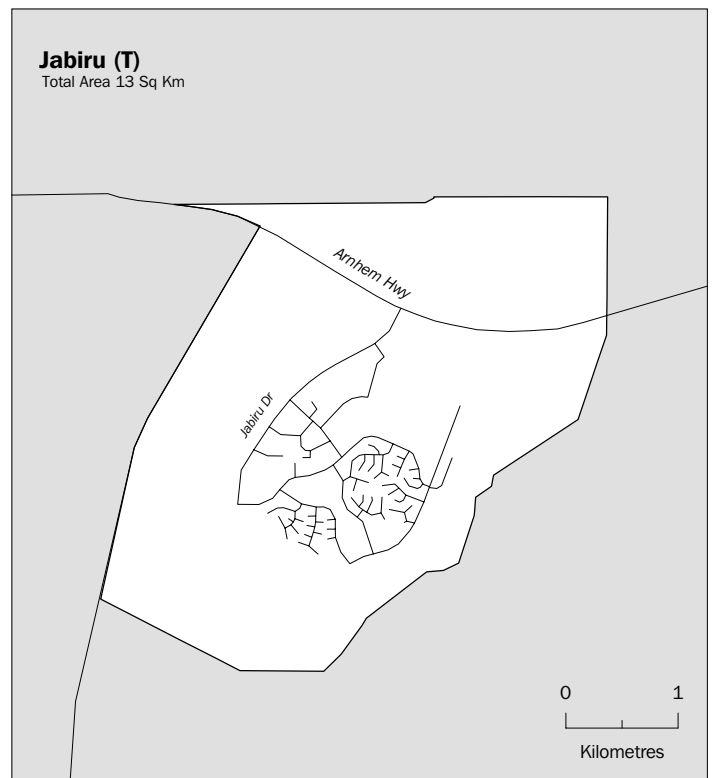 Jabiru (T)
Total Area 13 Sq Km
Arnhem Hwy
Jabiru Dr
0 1
Kilometres